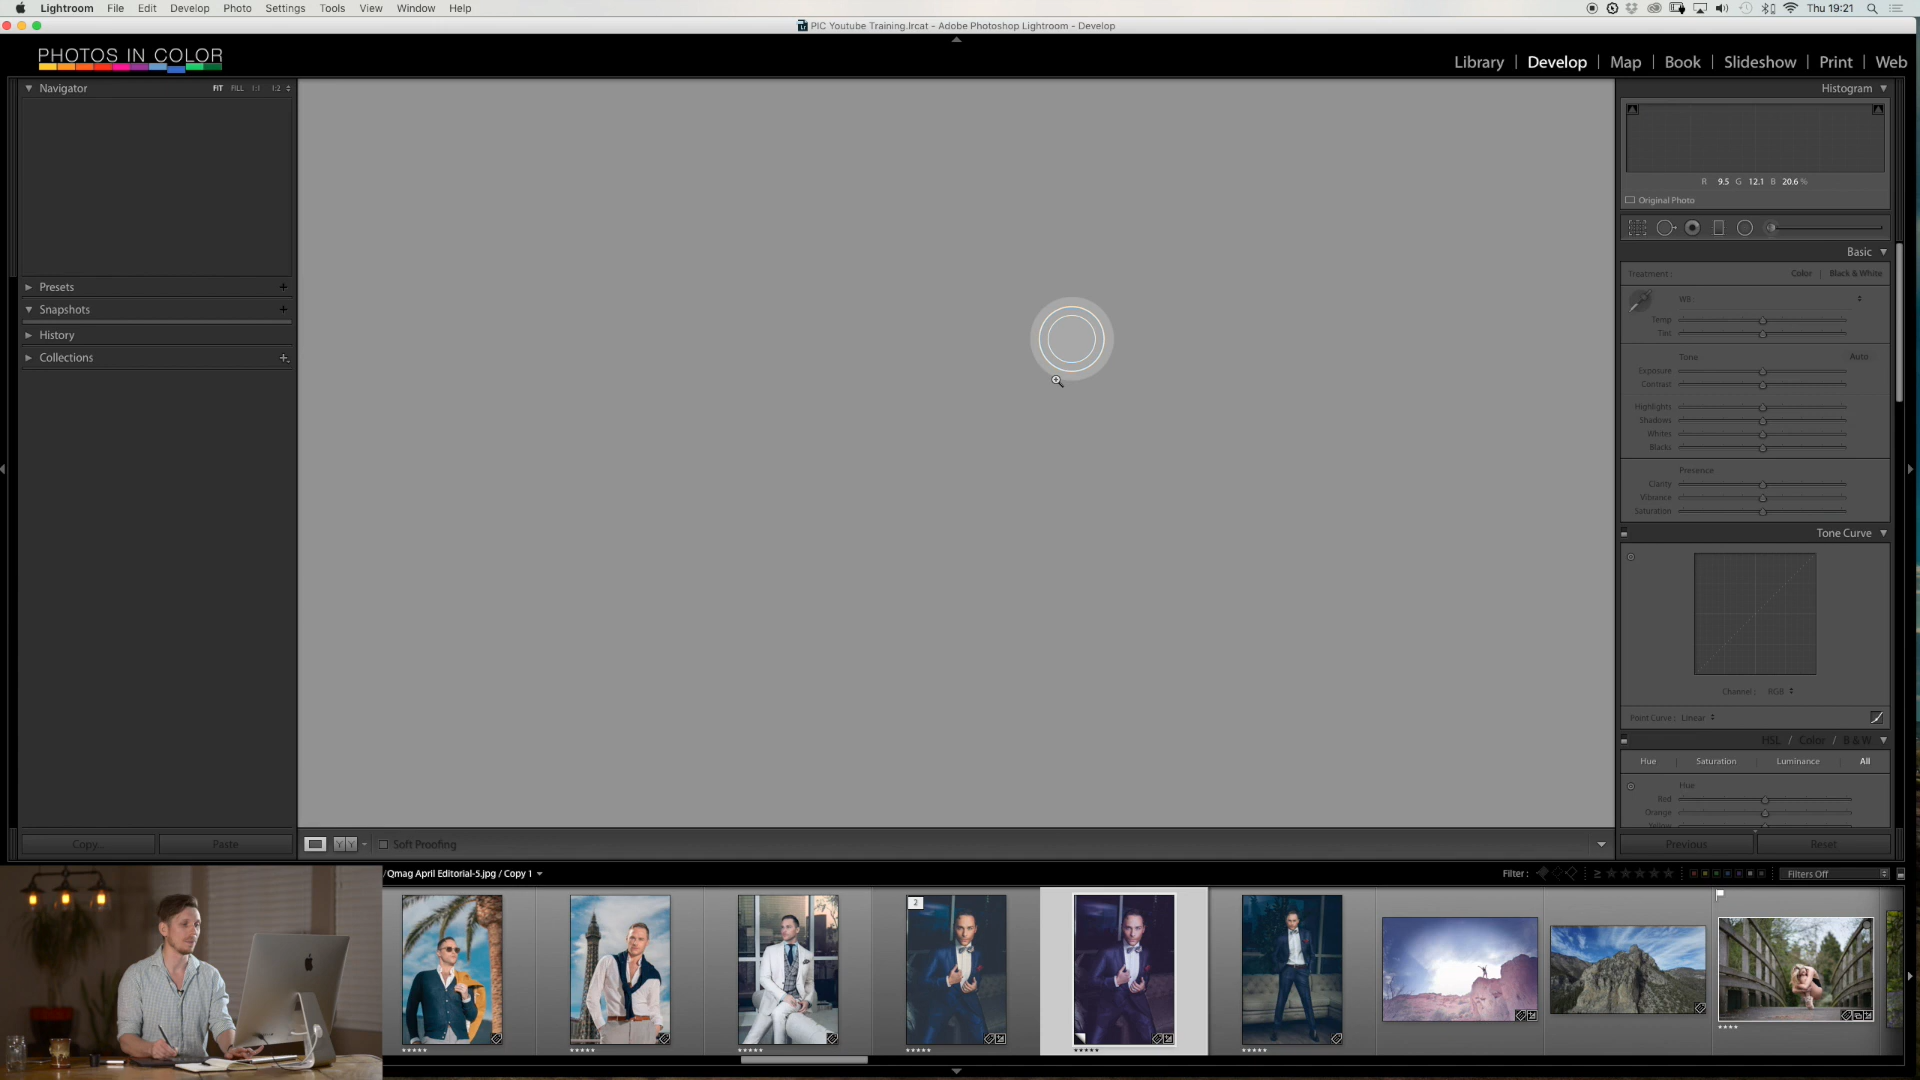 Lightroom File Edit Develop Photo Settings Tools View Window Help
Thu 19:21
PIC Youtube Training.lrcat - Adobe Photoshop Lightroom - Develop
PHOTOS IN COLOR
Library | Develop | Map | Book | Slideshow | Print | Web
Navigator FIT FILL 1:1 1:2
Presets
Snapshots
History
Collections
Histogram
R 9.5 G 12.1 B 20.6 %
Original Photo
Basic
Treatment : Color | Black & White
WB :
Temp
Tint
Tone Auto
Exposure
Contrast
Highlights
Shadows
Whites
Blacks
Presence
Clarity
Vibrance
Saturation
Tone Curve
Channel : RGB
Point Curve : Linear
HSL / Color / B & W
Hue | Saturation | Luminance | All
Hue
Red
Orange
Yellow
Copy... Paste
Y Y Soft Proofing
Previous Reset
/Qmag April Editorial-5.jpg / Copy 1
Filter : Filters Off
2